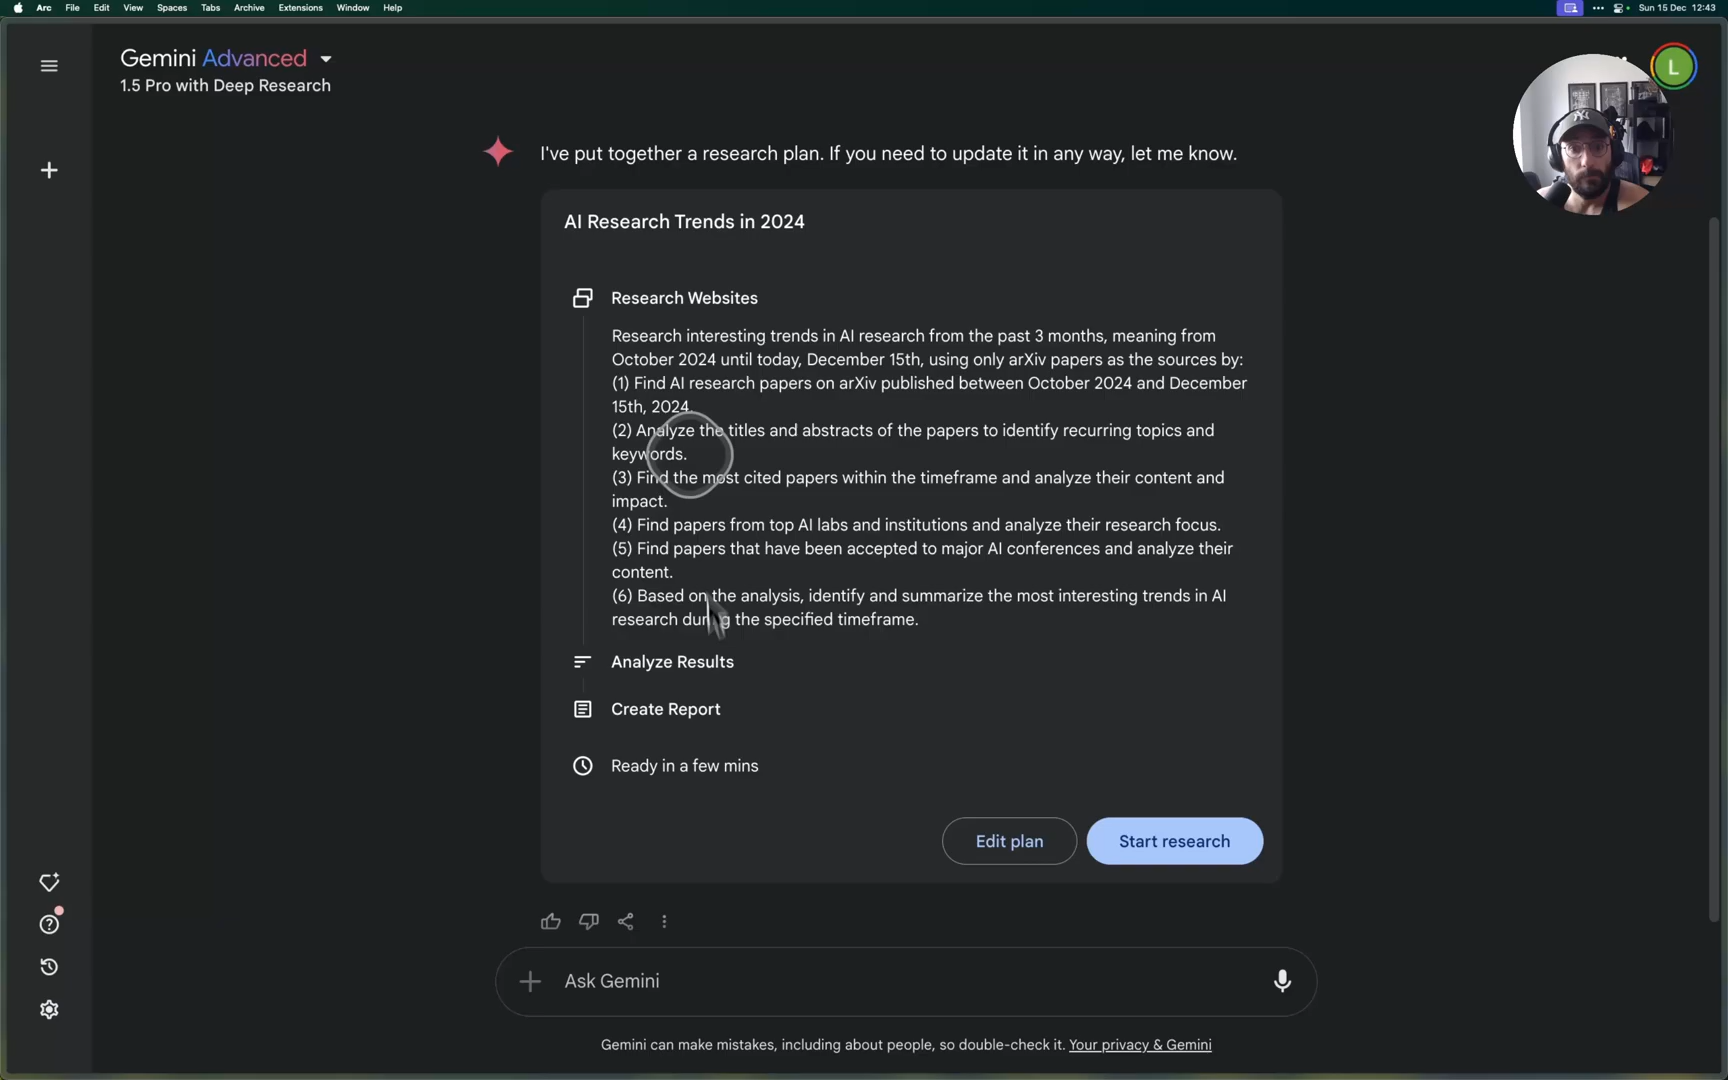 Arc File Edit View Spaces Tabs Archive Extensions Window Help Sun 15 Dec 12:43
Gemini Advanced
1.5 Pro with Deep Research
L
I've put together a research plan. If you need to update it in any way, let me know.
AI Research Trends in 2024
Research Websites
Research interesting trends in AI research from the past 3 months, meaning from
October 2024 until today, December 15th, using only arXiv papers as the sources by:
(1) Find AI research papers on arXiv published between October 2024 and December
15th, 2024.
(2) Analyze the titles and abstracts of the papers to identify recurring topics and
keywords.
(3) Find the most cited papers within the timeframe and analyze their content and
impact.
(4) Find papers from top AI labs and institutions and analyze their research focus.
(5) Find papers that have been accepted to major AI conferences and analyze their
content.
(6) Based on the analysis, identify and summarize the most interesting trends in AI
research during the specified timeframe.
Analyze Results
Create Report
Ready in a few mins
Edit plan
Start research
Ask Gemini
Gemini can make mistakes, including about people, so double-check it. Your privacy & Gemini